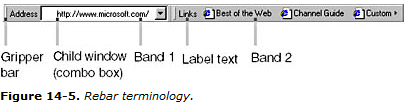 Address http://www.microsoft.com/ Links Best of the Web Channel Guide Custom
Gripper bar
Child window (combo box)
Band 1
Label text
Band 2
Figure 14-5. Rebar terminology.